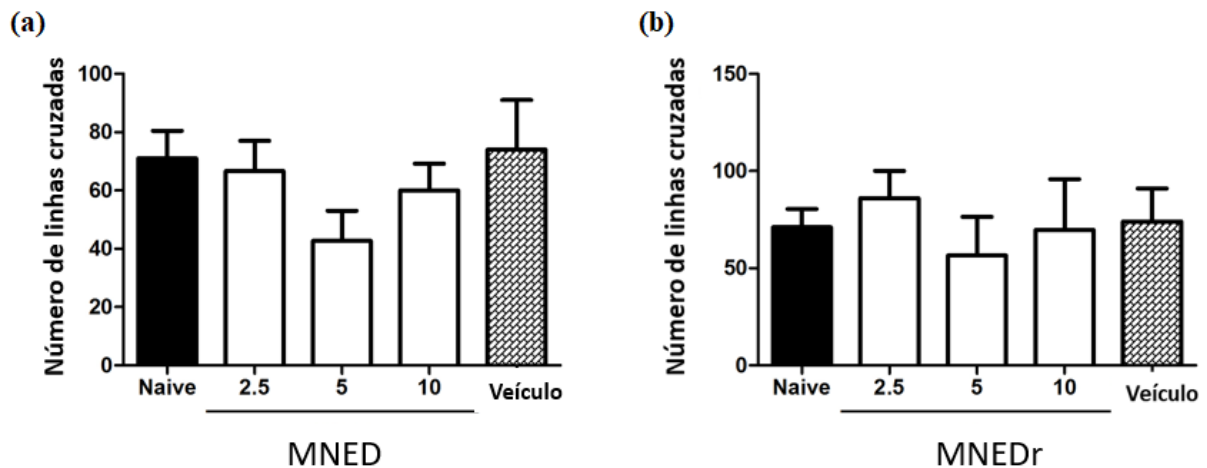 (a)
Número de linhas cruzadas
100
80
60
40
20
0
Naive 2.5 5 10 Veículo
MNED
(b)
Número de linhas cruzadas
150
100
50
0
Naive 2.5 5 10 Veículo
MNEDr